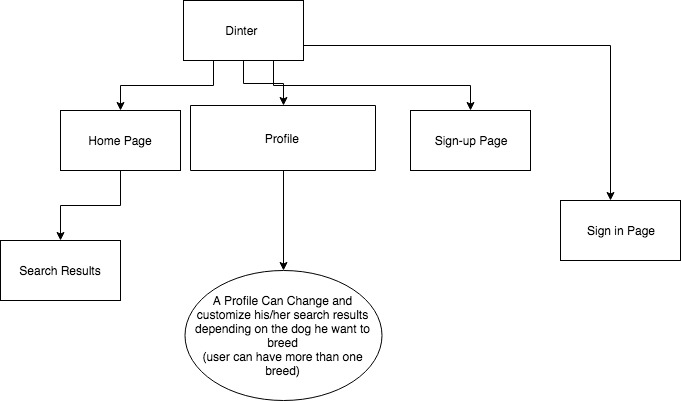 Dinter
Home Page
Profile
Sign-up Page
Sign in Page
Search Results
A Profile Can Change and
customize his/her search results
depending on the dog he want to
breed
(user can have more than one
breed)